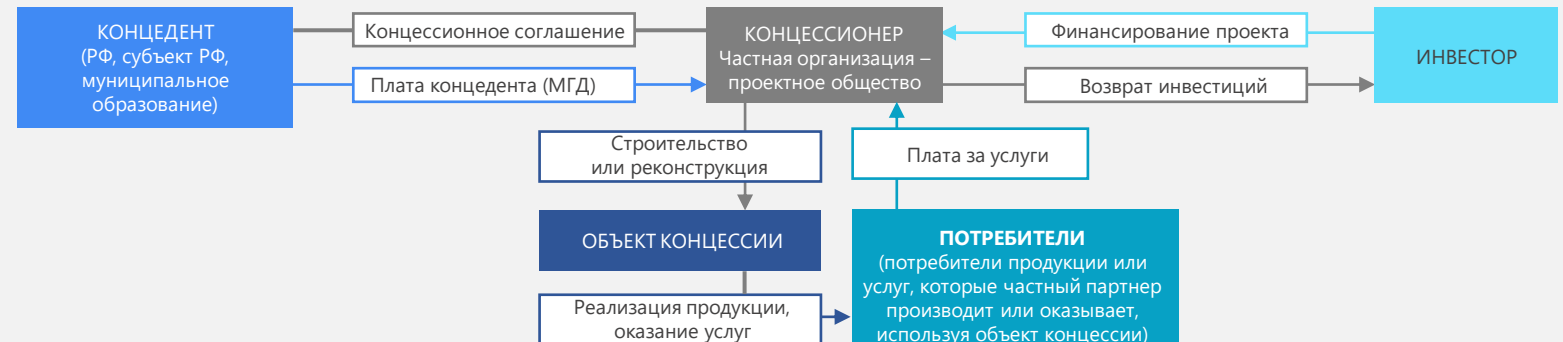 КОНЦЕДЕНТ
(РФ, субъект РФ,
муниципальное
образование)
Концессионное соглашение
Плата концедента (МГД)
КОНЦЕССИОНЕР
Частная организация –
проектное общество
Финансирование проекта
Возврат инвестиций
ИНВЕСТОР
Строительство
или реконструкция
Плата за услуги
ОБЪЕКТ КОНЦЕССИИ
ПОТРЕБИТЕЛИ
(потребители продукции или
услуг, которые частный партнер
производит или оказывает,
используя объект концессии)
Реализация продукции,
оказание услуг